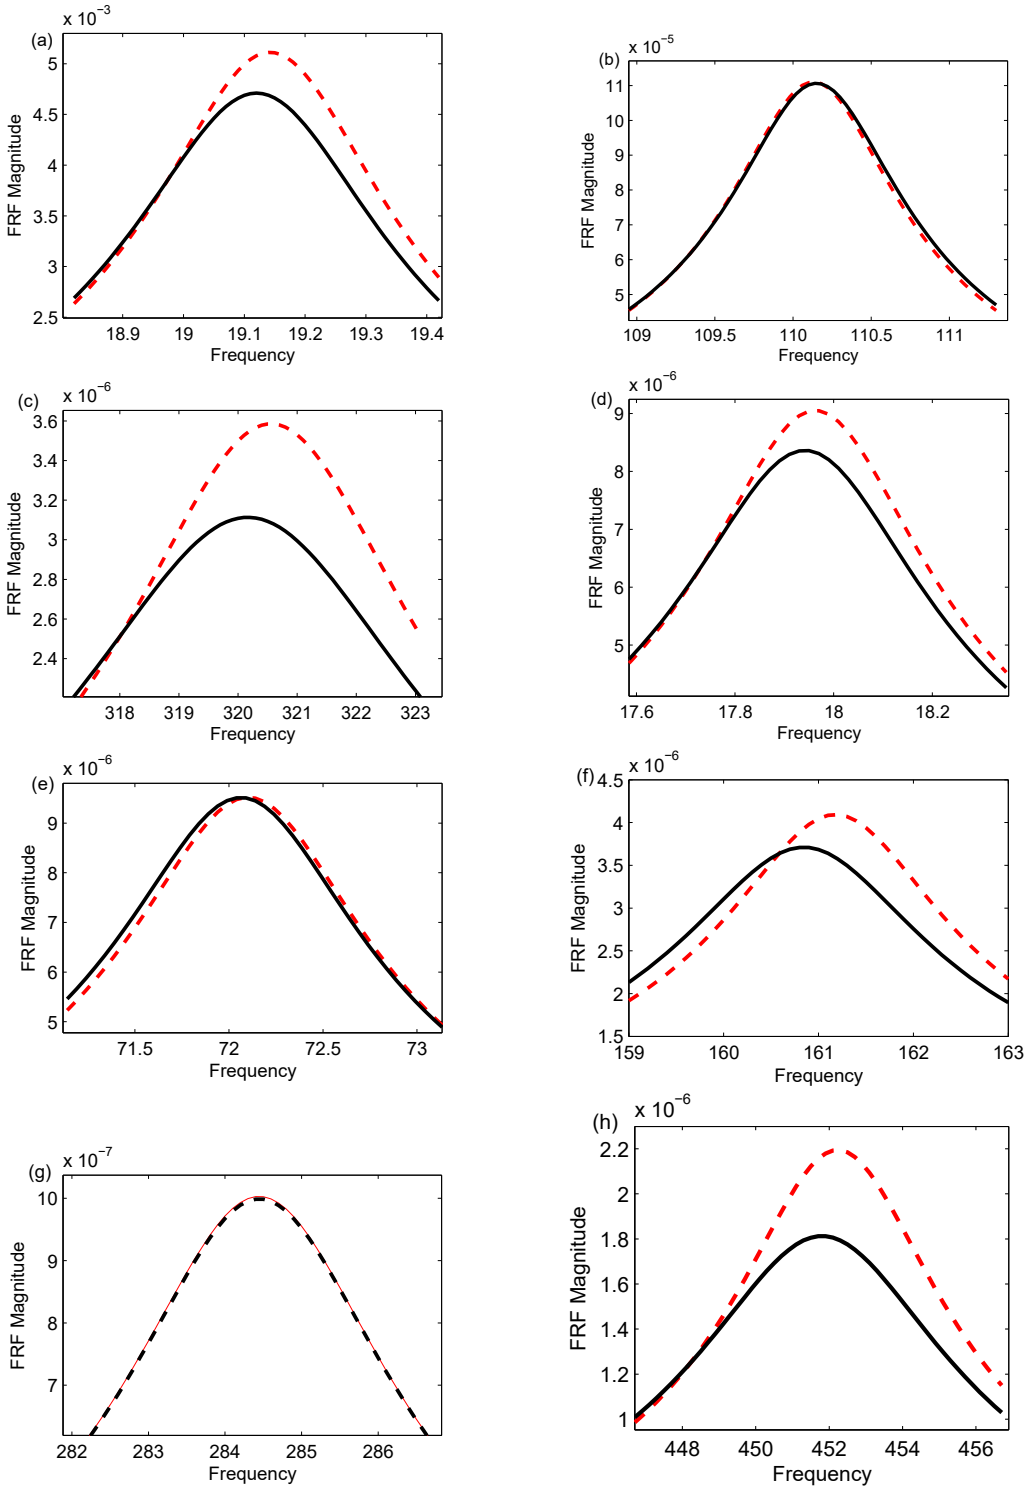 x 10⁻³
(a)
5
4.5
4
3.5
3
2.5
FRF Magnitude
18.9 19 19.1 19.2 19.3 19.4
Frequency
x 10⁻⁵
(b)
11
10
9
8
7
6
5
FRF Magnitude
109 109.5 110 110.5 111
Frequency
x 10⁻⁶
(c)
3.6
3.4
3.2
3
2.8
2.6
2.4
FRF Magnitude
318 319 320 321 322 323
Frequency
x 10⁻⁶
(d)
9
8
7
6
5
FRF Magnitude
17.6 17.8 18 18.2
Frequency
x 10⁻⁶
(e)
9
8
7
6
5
FRF Magnitude
71.5 72 72.5 73
Frequency
x 10⁻⁶
(f)
4.5
4
3.5
3
2.5
2
1.5
FRF Magnitude
159 160 161 162 163
Frequency
x 10⁻⁷
(g)
10
9
8
7
FRF Magnitude
282 283 284 285 286
Frequency
x 10⁻⁶
(h)
2.2
2
1.8
1.6
1.4
1.2
1
FRF Magnitude
448 450 452 454 456
Frequency